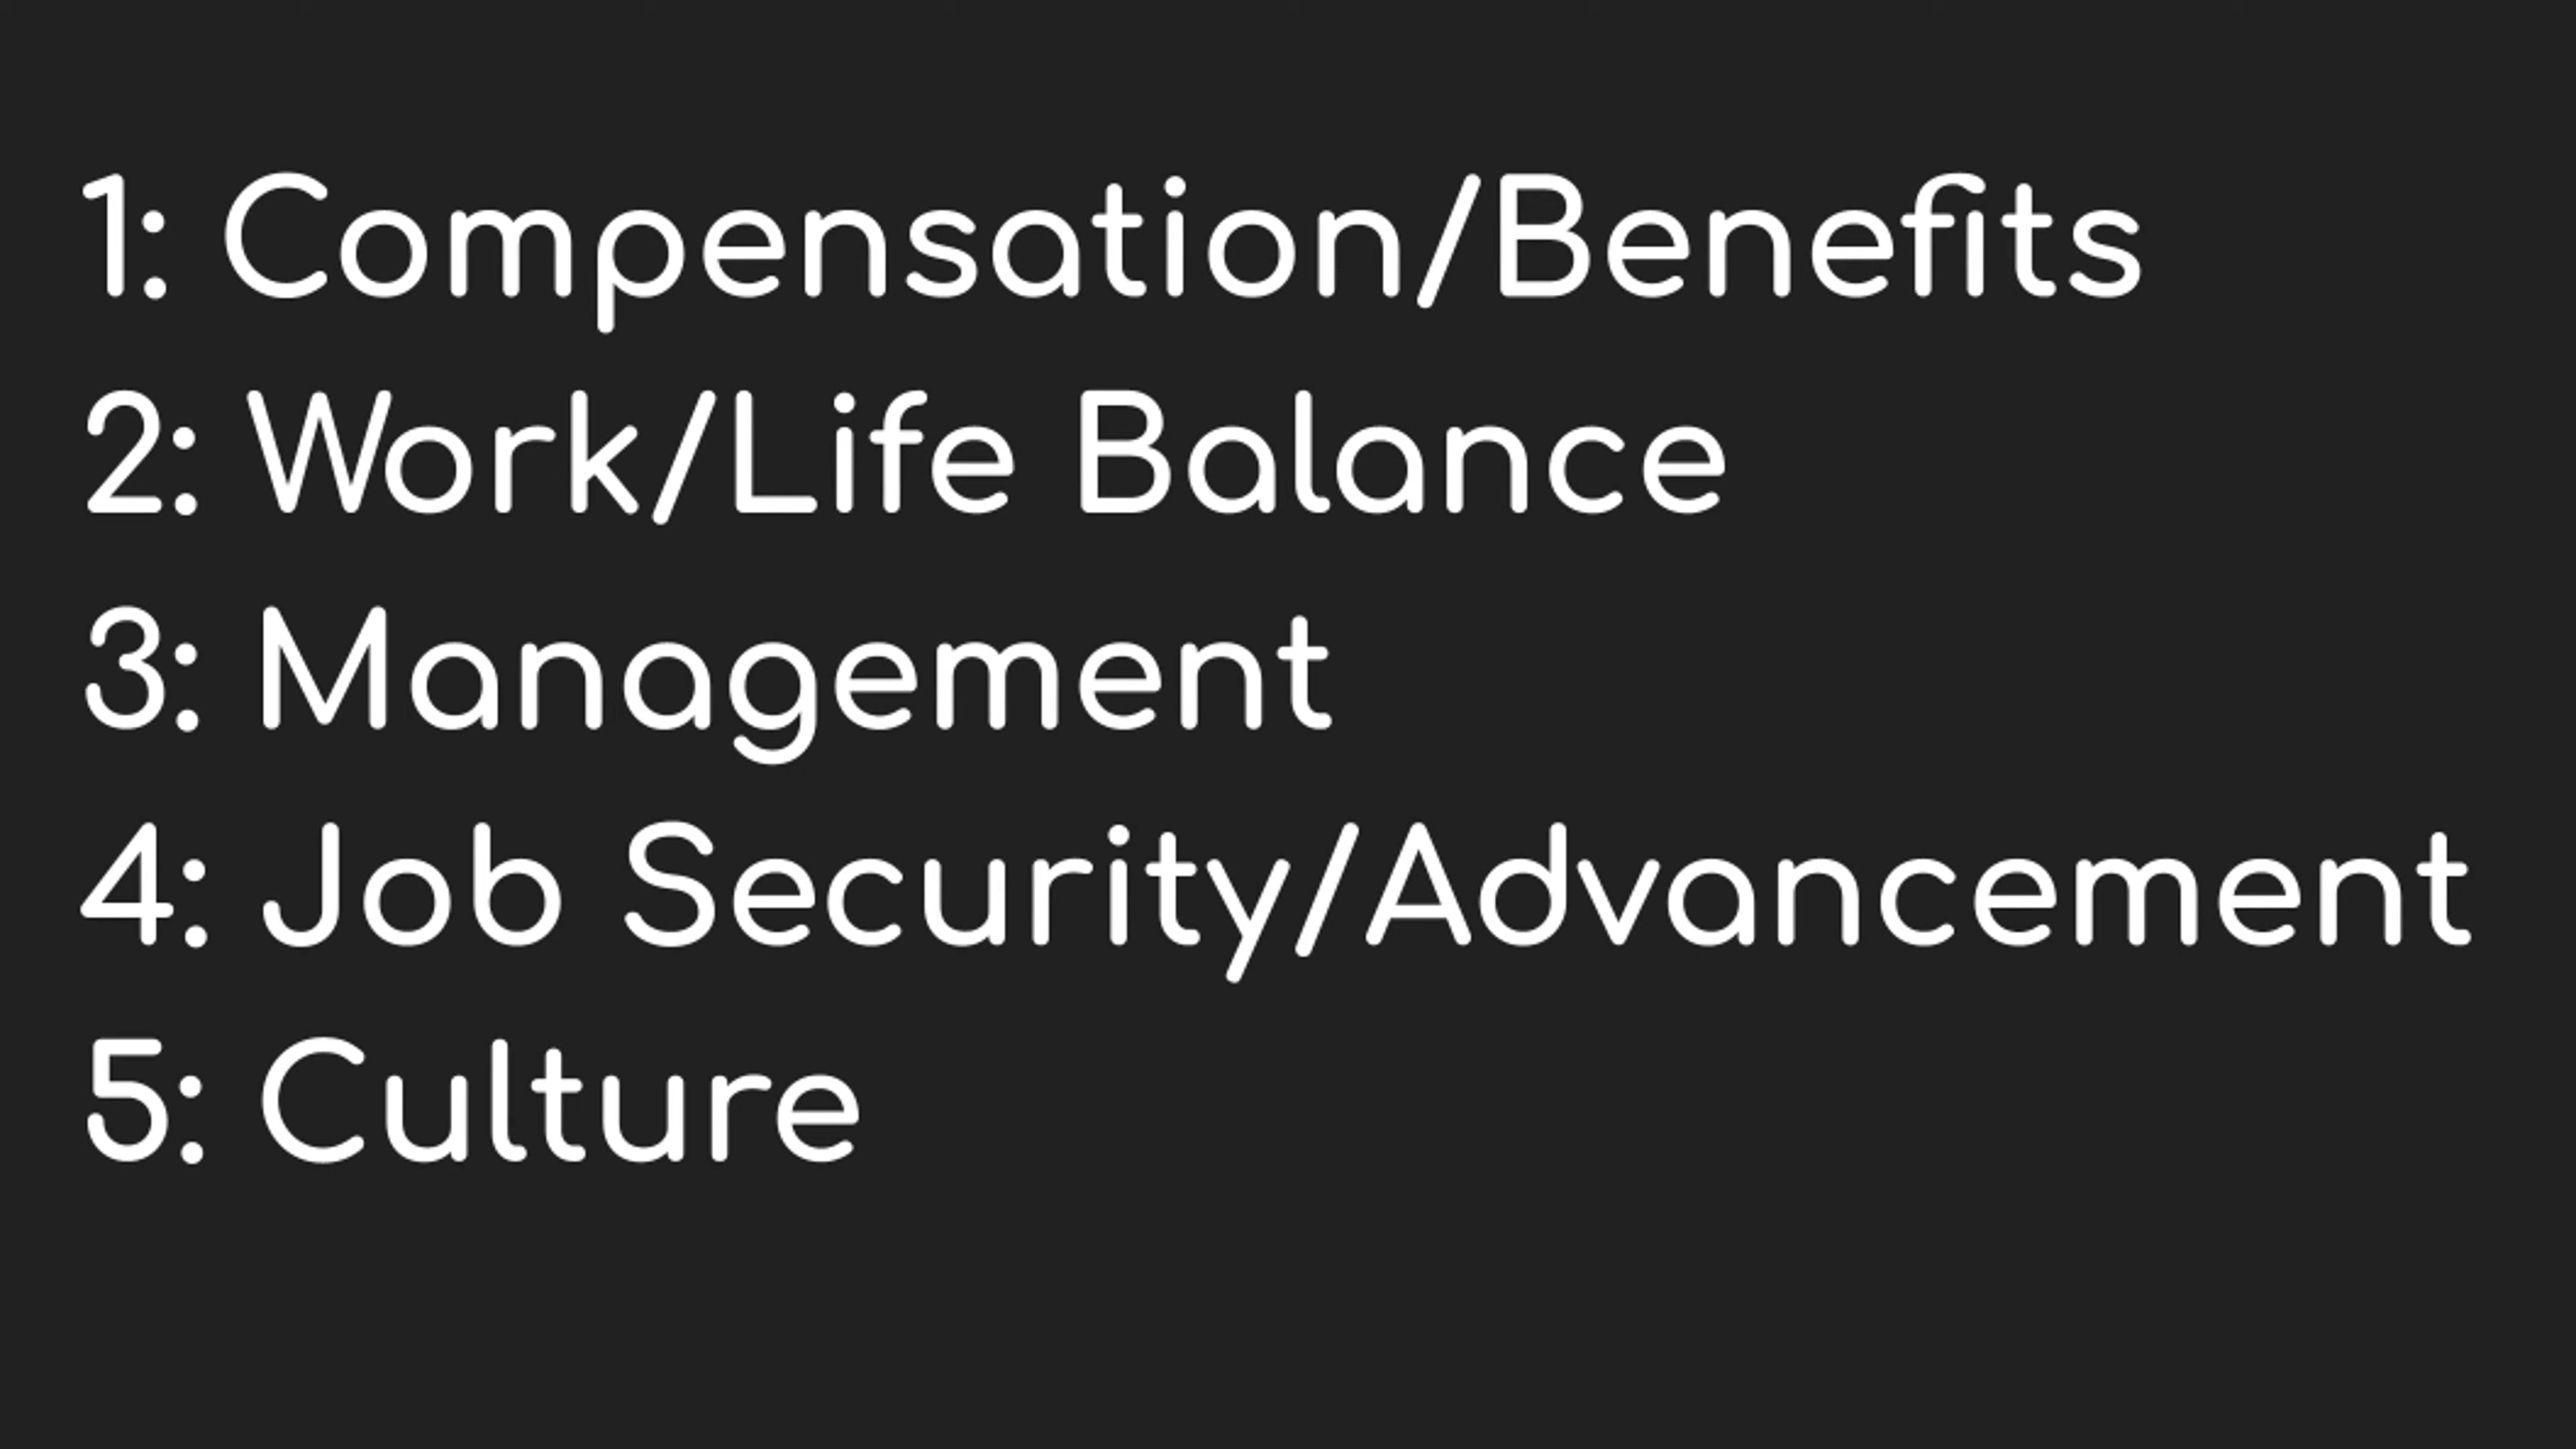 1: Compensation/Benefits
2: Work/Life Balance
3: Management
4: Job Security/Advancement
5: Culture